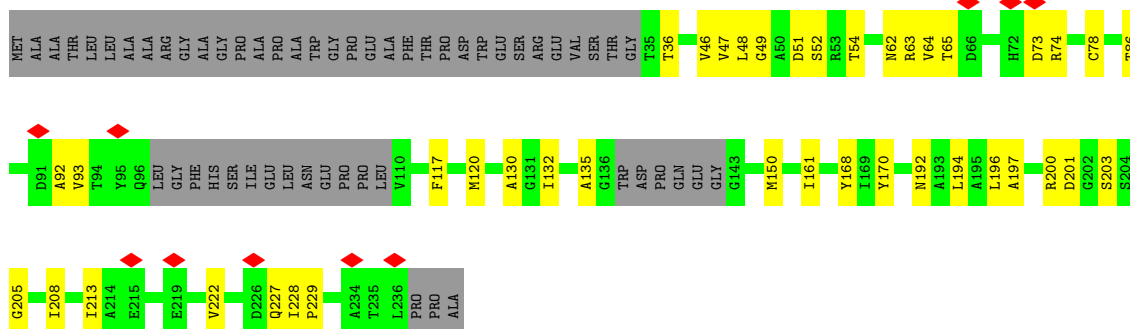 MET ALA ALA THR LEU LEU ALA ALA ARG GLY ALA GLY PRO ALA PRO ALA TRP GLY PRO GLU ALA PHE THR PRO ASP TRP GLU SER ARG GLU VAL SER THR GLY T35 T36 V46 V47 L48 G49 A50 D51 S52 R53 T54 N62 R63 V64 T65 D66 H72 D73 R74 C78 T86
D91 A92 V93 T94 Y95 Q96 LEU GLY PHE HIS SER ILE GLU LEU ASN GLU PRO PRO LEU V110 F117 M120 A130 G131 I132 A135 G136 TRP ASP PRO GLN GLU GLY G143 M150 I161 Y168 I169 Y170 N192 A193 L194 A195 L196 A197 R200 D201 G202 S203 S204
G205 I208 I213 A214 E215 E219 V222 D226 Q227 I228 P229 A234 T235 L236 PRO PRO ALA